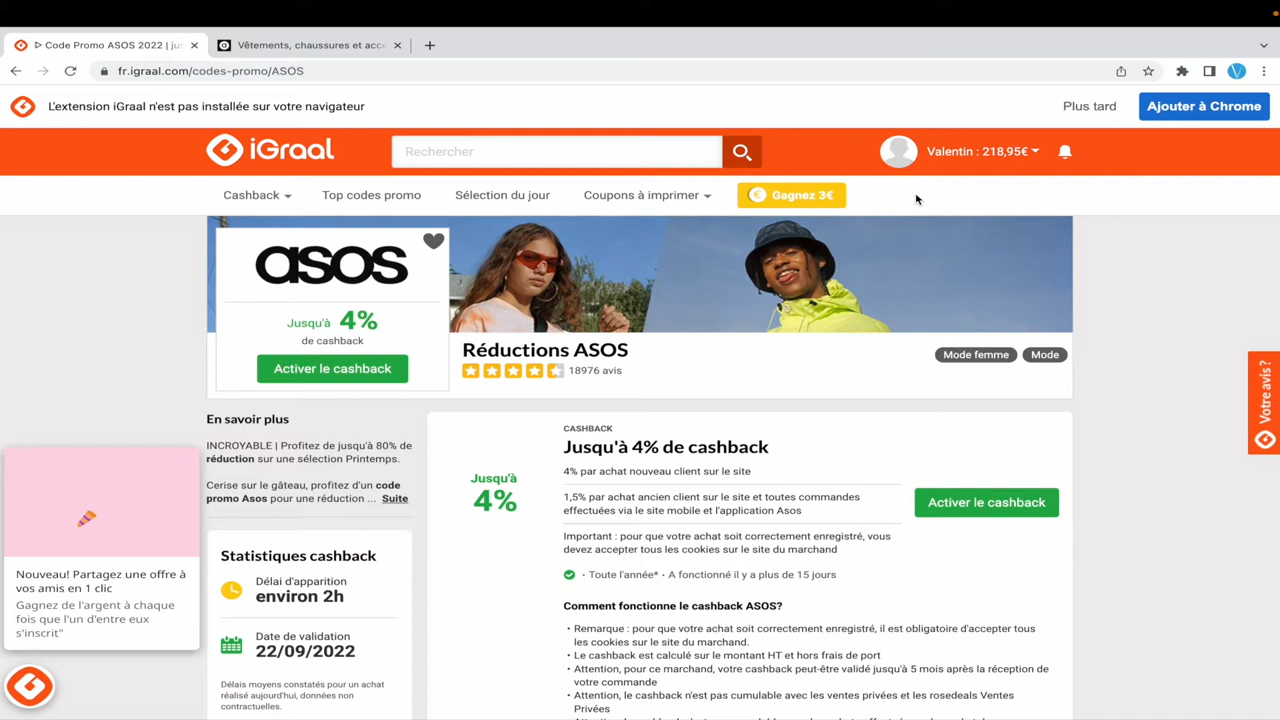 Code Promo ASOS 2022 | jus
Vêtements, chaussures et acce
fr.igraal.com/codes-promo/ASOS
V
L'extension iGraal n'est pas installée sur votre navigateur
Plus tard
Ajouter à Chrome
iGraal
Rechercher
Valentin : 218,95€
Cashback
Top codes promo
Sélection du jour
Coupons à imprimer
€ Gagnez 3€
asos
Jusqu'à 4%
de cashback
Activer le cashback
Réductions ASOS
18976 avis
Mode femme
Mode
Votre avis ?
En savoir plus
INCROYABLE | Profitez de jusqu'à 80% de
réduction sur une sélection Printemps.
Cerise sur le gâteau, profitez d'un code
promo Asos pour une réduction ... Suite
Statistiques cashback
Délai d'apparition
environ 2h
Date de validation
22/09/2022
Délais moyens constatés pour un achat
réalisé aujourd'hui, données non
contractuelles.
Nouveau! Partagez une offre à
vos amis en 1 clic
Gagnez de l'argent à chaque
fois que l'un d'entre eux
s'inscrit"
Jusqu'à
4%
CASHBACK
Jusqu'à 4% de cashback
4% par achat nouveau client sur le site
1,5% par achat ancien client sur le site et toutes commandes
effectuées via le site mobile et l'application Asos
Important : pour que votre achat soit correctement enregistré, vous
devez accepter tous les cookies sur le site du marchand
• Toute l'année* • A fonctionné il y a plus de 15 jours
Activer le cashback
Comment fonctionne le cashback ASOS?
• Remarque : pour que votre achat soit correctement enregistré, il est obligatoire d'accepter tous
les cookies sur le site du marchand.
• Le cashback est calculé sur le montant HT et hors frais de port
• Attention, pour ce marchand, votre cashback peut-être validé jusqu'à 5 mois après la réception de
votre commande
• Attention, le cashback n'est pas cumulable avec les ventes privées et les rosedeals Ventes
Privées